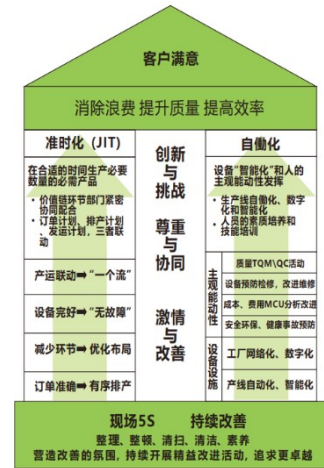 客户满意
消除浪费 提升质量 提高效率
准时化（JIT）
在合适的时间生产必要
数量的必需产品
• 价值链环节部门紧密
协同配合
• 订单计划、排产计划
、发运计划，三者联
动
产运联动➡“一个流”
设备完好➡“无故障”
减少环节➡优化布局
订单准确➡有序排产
创新
与
挑战
尊重
与
协同
激情
与
改善
自働化
设备“智能化”和人的
主观能动性发挥
• 生产线自働化、数字
化和智能化
• 人员的素质培养和
技能培训
主观能动性
质量TQM\QC活动
设备预防检修，改进维修
成本、费用MCU分析改进
安全环保、健康事故预防
设备设施
工厂网络化、数字化
产线自动化、智能化
现场5S 持续改善
整理、整顿、清扫、清洁、素养
营造改善的氛围，持续开展精益改进活动，追求更卓越